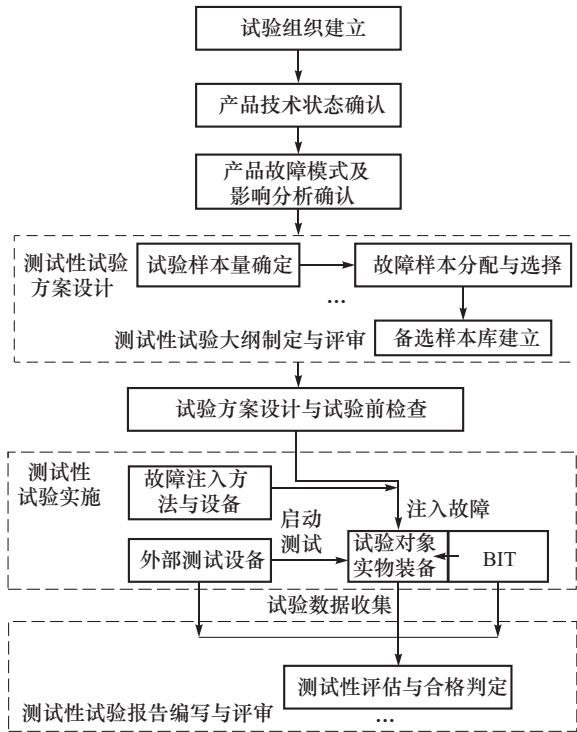 试验组织建立
产品技术状态确认
产品故障模式及
影响分析确认
测试性试验
方案设计
试验样本量确定
故障样本分配与选择
...
备选样本库建立
测试性试验大纲制定与评审
试验方案设计与试验前检查
测试性
试验实施
故障注入方
法与设备
注入故障
启动
测试
外部测试设备
试验对象
实物装备
BIT
试验数据收集
测试性评估与合格判定
测试性试验报告编写与评审
...